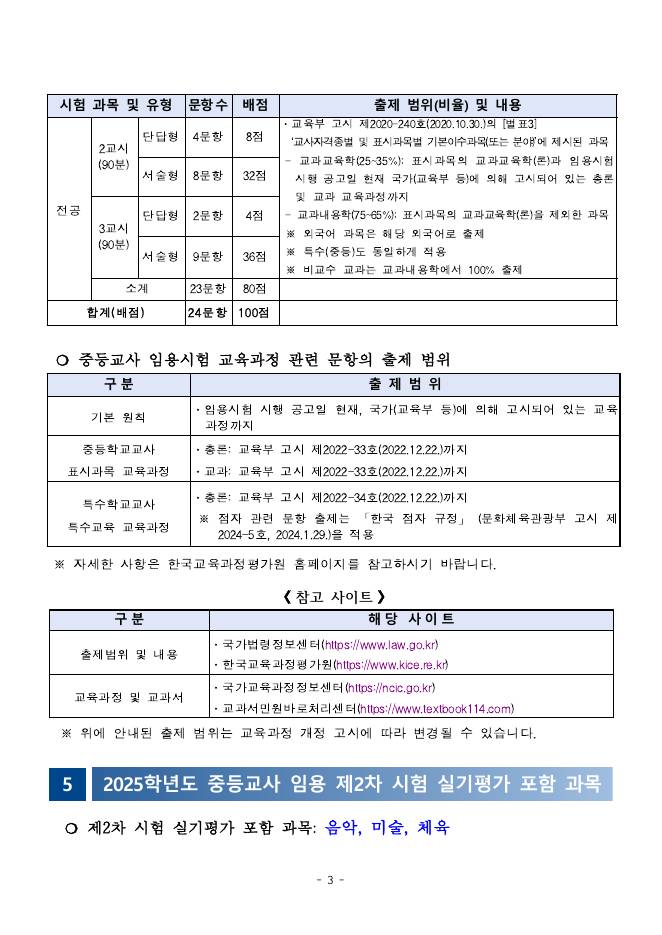 시험 과목 및 유형 문항수 배점 출제 범위(비율) 및 내용
전공
2교시
(90분)
단답형 4문항 8점
서술형 8문항 32점
3교시
(90분)
단답형 2문항 4점
서술형 9문항 36점
· 교육부 고시 제2020-240호(2020.10.30.)의 [별표3]
'교사자격종별 및 표시과목별 기본이수과목(또는 분야)'에 제시된 과목
- 교과교육학(25~35%): 표시과목의 교과교육학(론)과 임용시험
시행 공고일 현재 국가(교육부 등)에 의해 고시되어 있는 총론
및 교과 교육과정까지
- 교과내용학(75~65%): 표시과목의 교과교육학(론)을 제외한 과목
※ 외국어 과목은 해당 외국어로 출제
※ 특수(중등)도 동일하게 적용
※ 비교수 교과는 교과내용학에서 100% 출제
소계 23문항 80점
합계(배점) 24문항 100점
❍ 중등교사 임용시험 교육과정 관련 문항의 출제 범위
구분 출제범위
기본 원칙
· 임용시험 시행 공고일 현재, 국가(교육부 등)에 의해 고시되어 있는 교육
과정까지
중등학교교사
표시과목 교육과정
· 총론: 교육부 고시 제2022-33호(2022.12.22.)까지
· 교과: 교육부 고시 제2022-33호(2022.12.22.)까지
특수학교교사
특수교육 교육과정
· 총론: 교육부 고시 제2022-34호(2022.12.22.)까지
※ 점자 관련 문항 출제는 「한국 점자 규정」 (문화체육관광부 고시 제
2024-5호, 2024.1.29.)을 적용
※ 자세한 사항은 한국교육과정평가원 홈페이지를 참고하시기 바랍니다.
《 참고 사이트 》
구분 해당 사이트
출제범위 및 내용
· 국가법령정보센터(https://www.law.go.kr)
· 한국교육과정평가원(https://www.kice.re.kr)
교육과정 및 교과서
· 국가교육과정정보센터(https://ncic.go.kr)
· 교과서민원바로처리센터(https://www.textbook114.com)
※ 위에 안내된 출제 범위는 교육과정 개정 고시에 따라 변경될 수 있습니다.
5 2025학년도 중등교사 임용 제2차 시험 실기평가 포함 과목
❍ 제2차 시험 실기평가 포함 과목: 음악, 미술, 체육
- 3 -